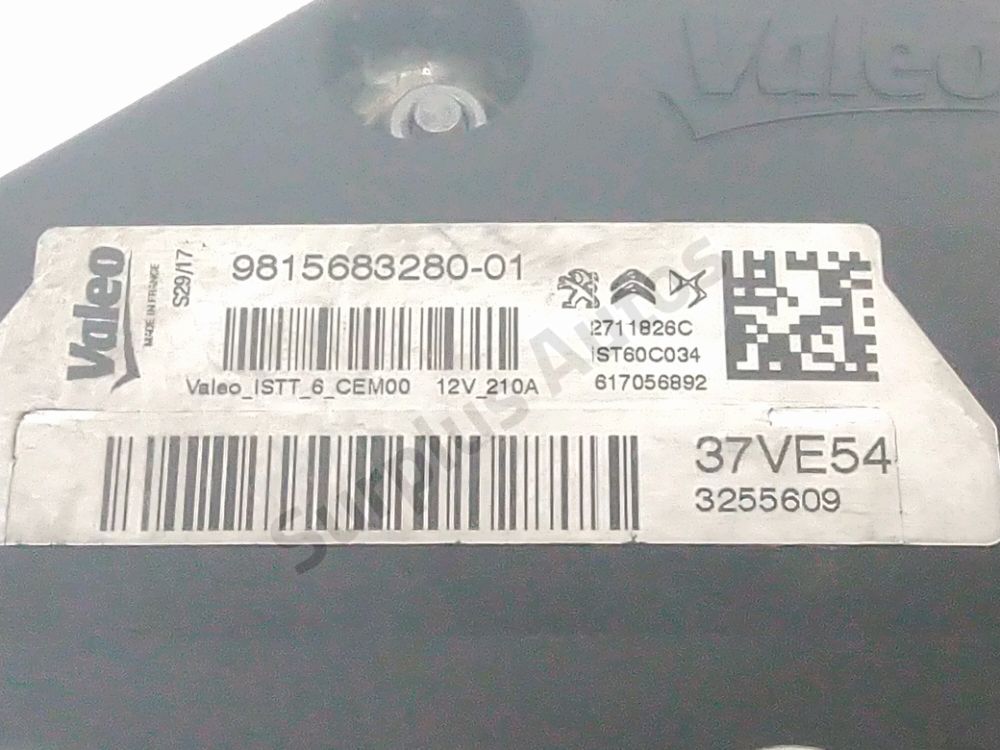 Valeo
Valeo
MADE IN FRANCE
S29/17
9815683280-01
2711826C
IST60C034
617056892
Valeo_ISTT_6_CEM00 12V_210A
37VE54
3255609
Surplus Autos